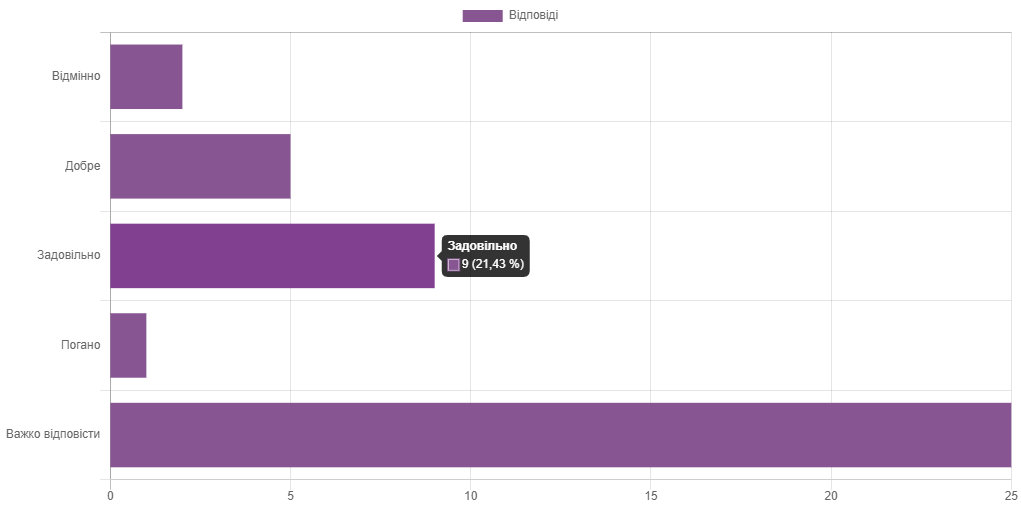 Відповіді
Відмінно
Добре
Задовільно
Задовільно
9 (21,43 %)
Погано
Важко відповісти
0 5 10 15 20 25